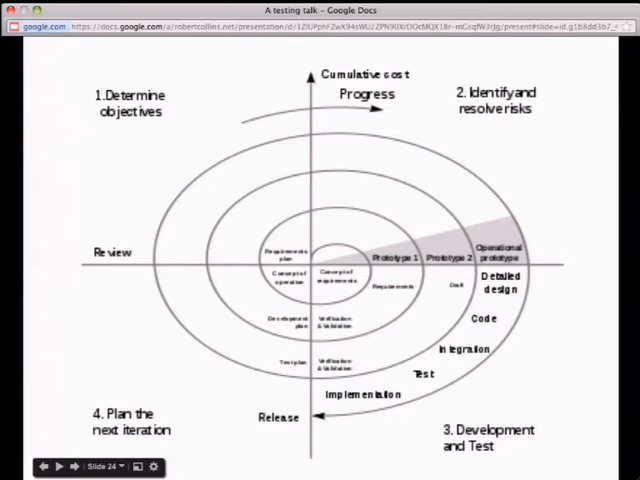 A testing talk – Google Docs
google.com
Cumulative cost
Progress
1.Determine
objectives
2. Identify and
resolve risks
Review
Requirements
plan
Concept of
operation
Concept of
requirements
Prototype 1
Prototype 2
Operational
prototype
Requirements
Draft
Detailed
design
Development
plan
Verification
& Validation
Code
Integration
Test plan
Verification
& Validation
Test
Implementation
Release
4. Plan the
next iteration
3. Development
and Test
Slide 24